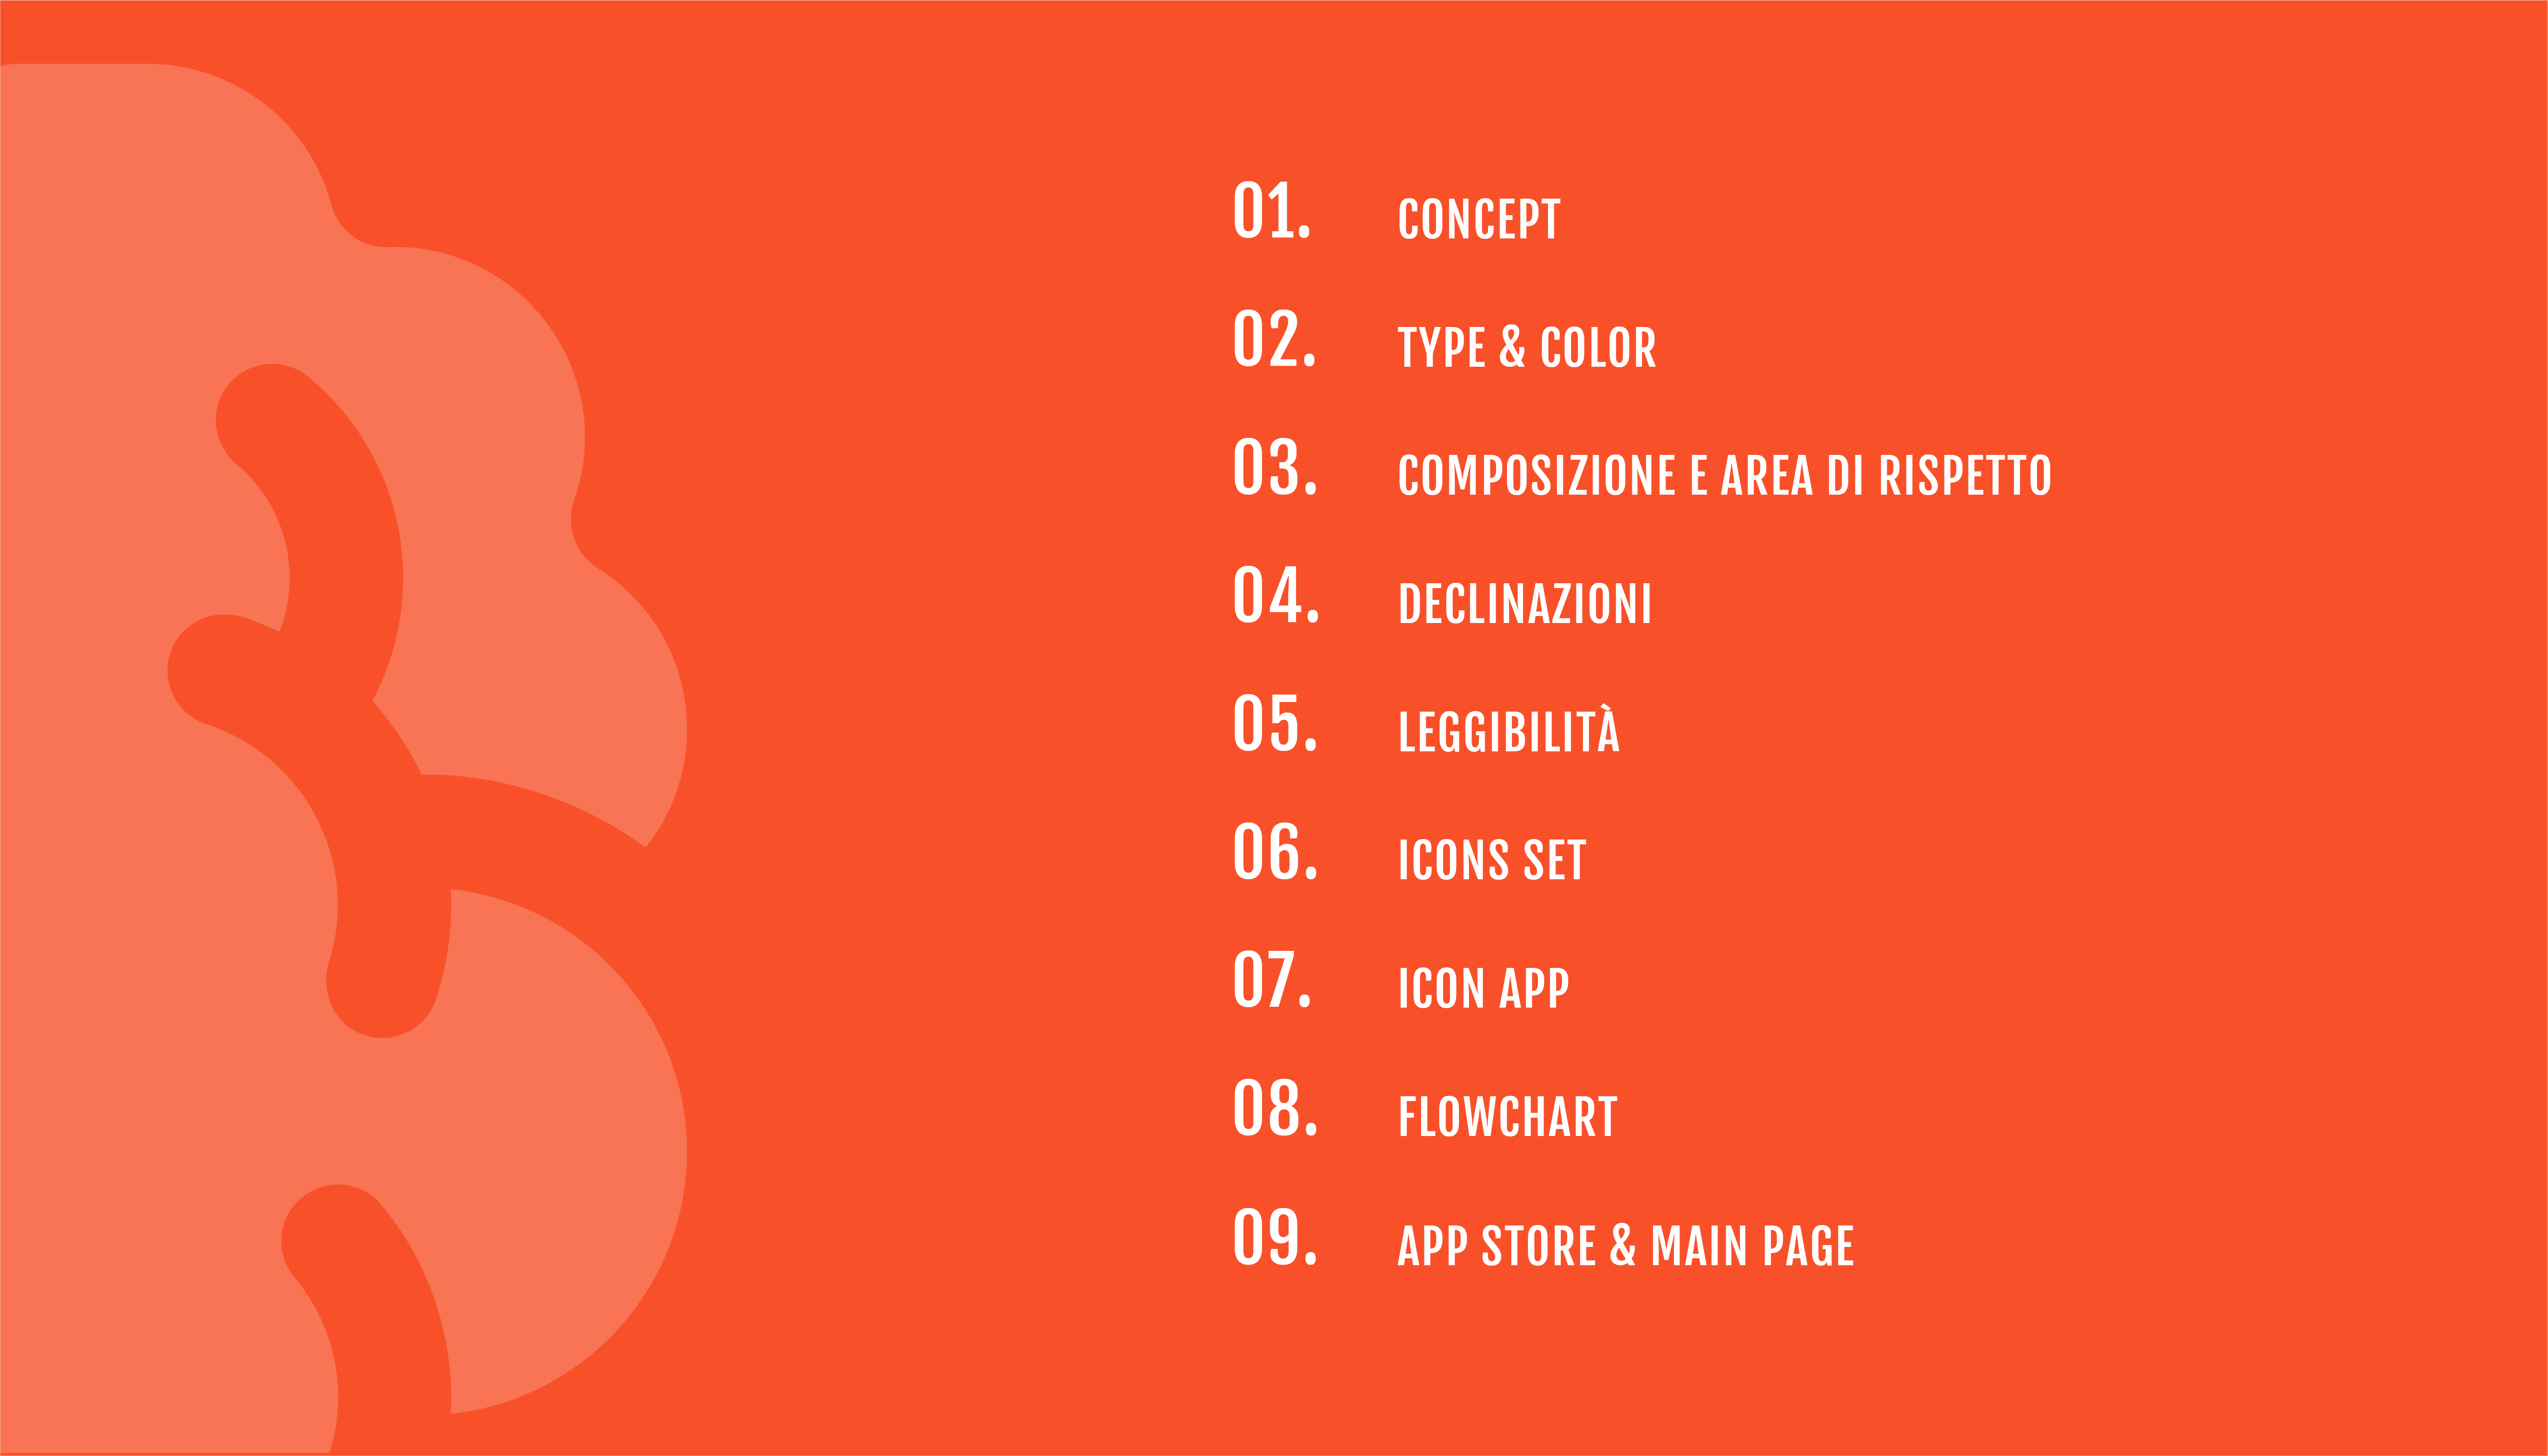 01. CONCEPT
02. TYPE & COLOR
03. COMPOSIZIONE E AREA DI RISPETTO
04. DECLINAZIONI
05. LEGGIBILITÀ
06. ICONS SET
07. ICON APP
08. FLOWCHART
09. APP STORE & MAIN PAGE